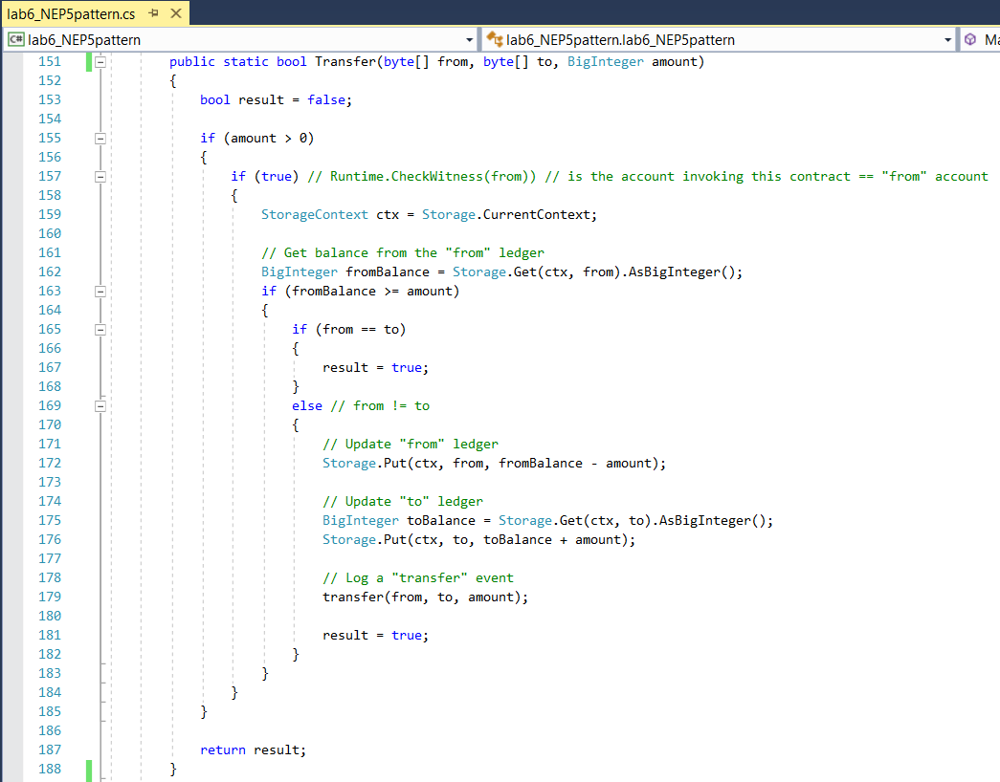 lab6_NEP5pattern.cs
C# lab6_NEP5pattern
lab6_NEP5pattern.lab6_NEP5pattern
151 public static bool Transfer(byte[] from, byte[] to, BigInteger amount)
152 {
153 bool result = false;
154
155 if (amount > 0)
156 {
157 if (true) // Runtime.CheckWitness(from)) // is the account invoking this contract == "from" account
158 {
159 StorageContext ctx = Storage.CurrentContext;
160
161 // Get balance from the "from" ledger
162 BigInteger fromBalance = Storage.Get(ctx, from).AsBigInteger();
163 if (fromBalance >= amount)
164 {
165 if (from == to)
166 {
167 result = true;
168 }
169 else // from != to
170 {
171 // Update "from" ledger
172 Storage.Put(ctx, from, fromBalance - amount);
173
174 // Update "to" ledger
175 BigInteger toBalance = Storage.Get(ctx, to).AsBigInteger();
176 Storage.Put(ctx, to, toBalance + amount);
177
178 // Log a "transfer" event
179 transfer(from, to, amount);
180
181 result = true;
182 }
183 }
184 }
185 }
186
187 return result;
188 }